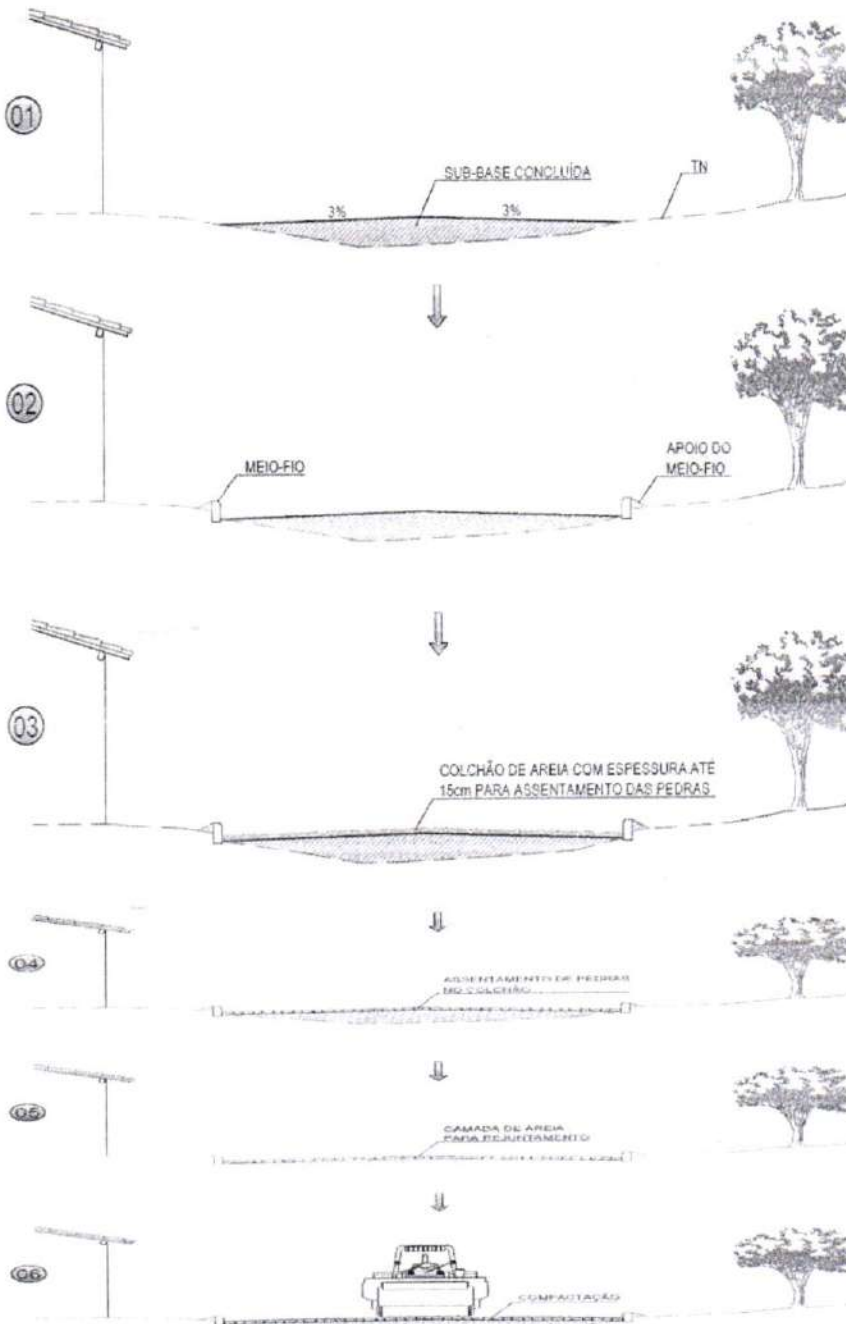 01
SUB-BASE CONCLUÍDA
TN
3%
3%
02
MEIO-FIO
APOIO DO
MEIO-FIO
03
COLCHÃO DE AREIA COM ESPESSURA ATÉ
15cm PARA ASSENTAMENTO DAS PEDRAS
04
ASSENTAMENTO DE PEDRAS
NO COLCHÃO
05
CAMADA DE AREIA
PARA REJUNTAMENTO
06
COMPACTAÇÃO